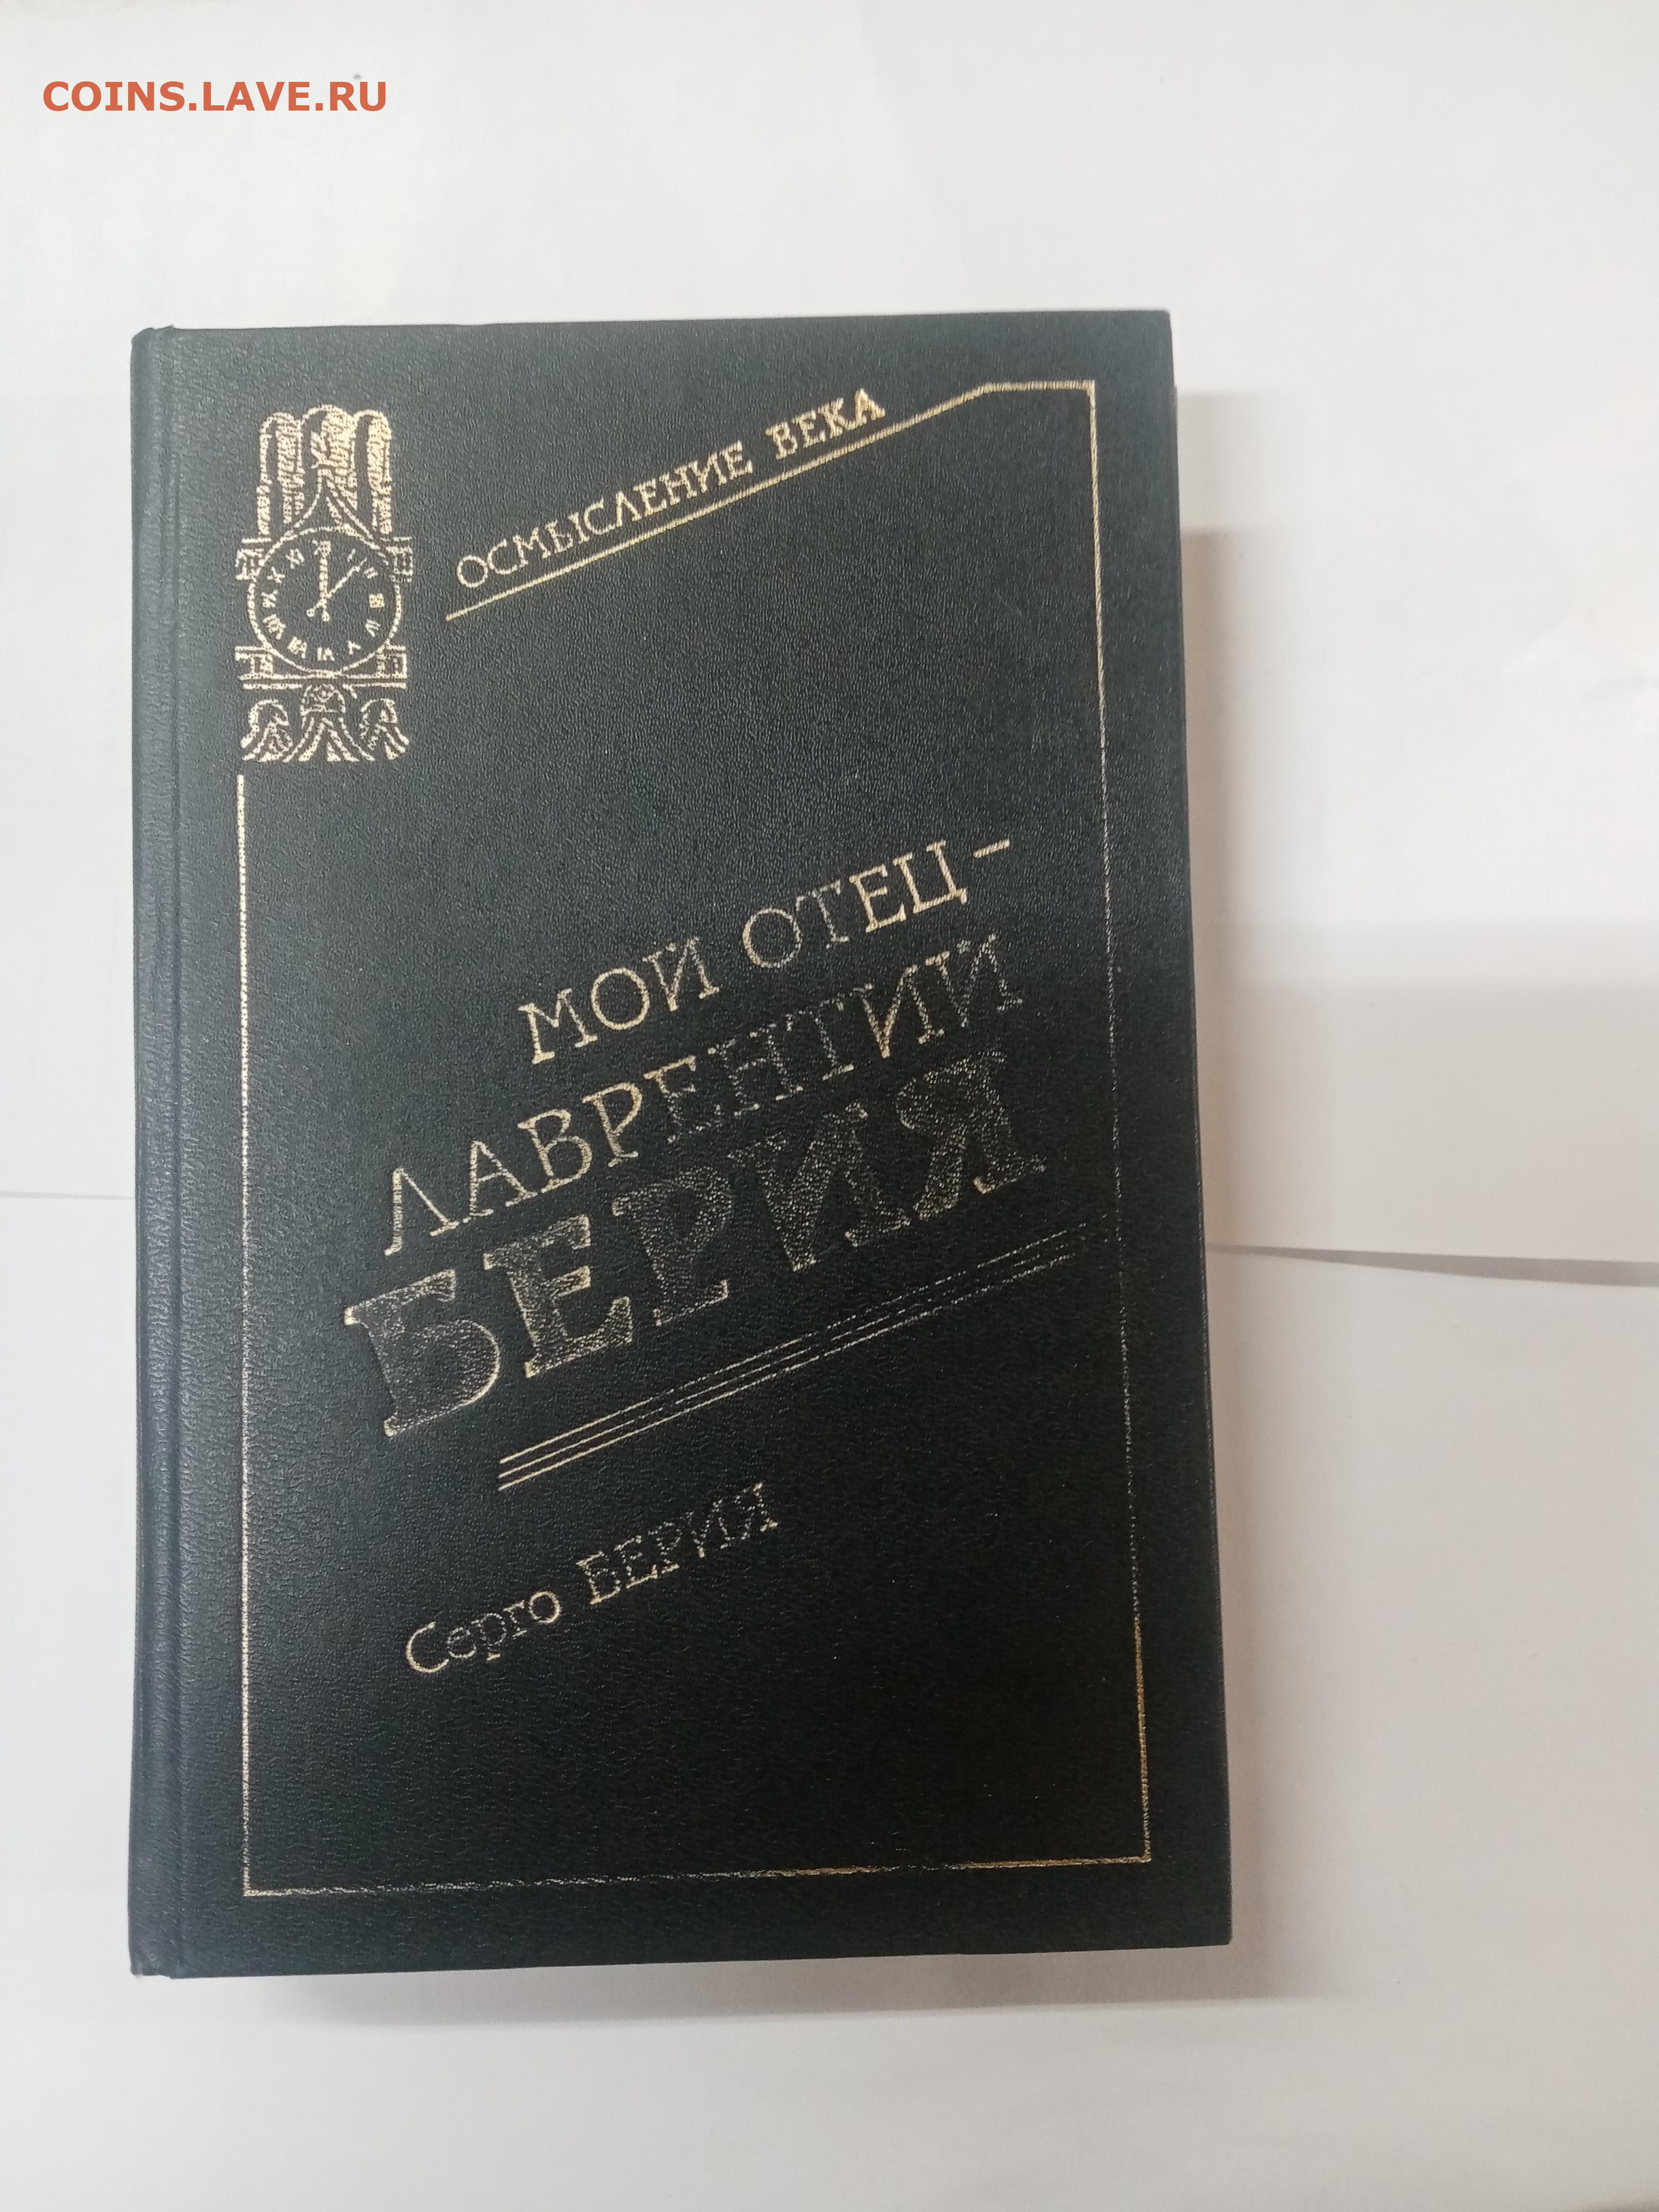 COINS.LAVE.RU
ОСМЫСЛЕНИЕ ВЕКА
МОЙ ОТЕЦ –
ЛАВРЕНТИЙ
БЕРИЯ
Серго БЕРИЯ